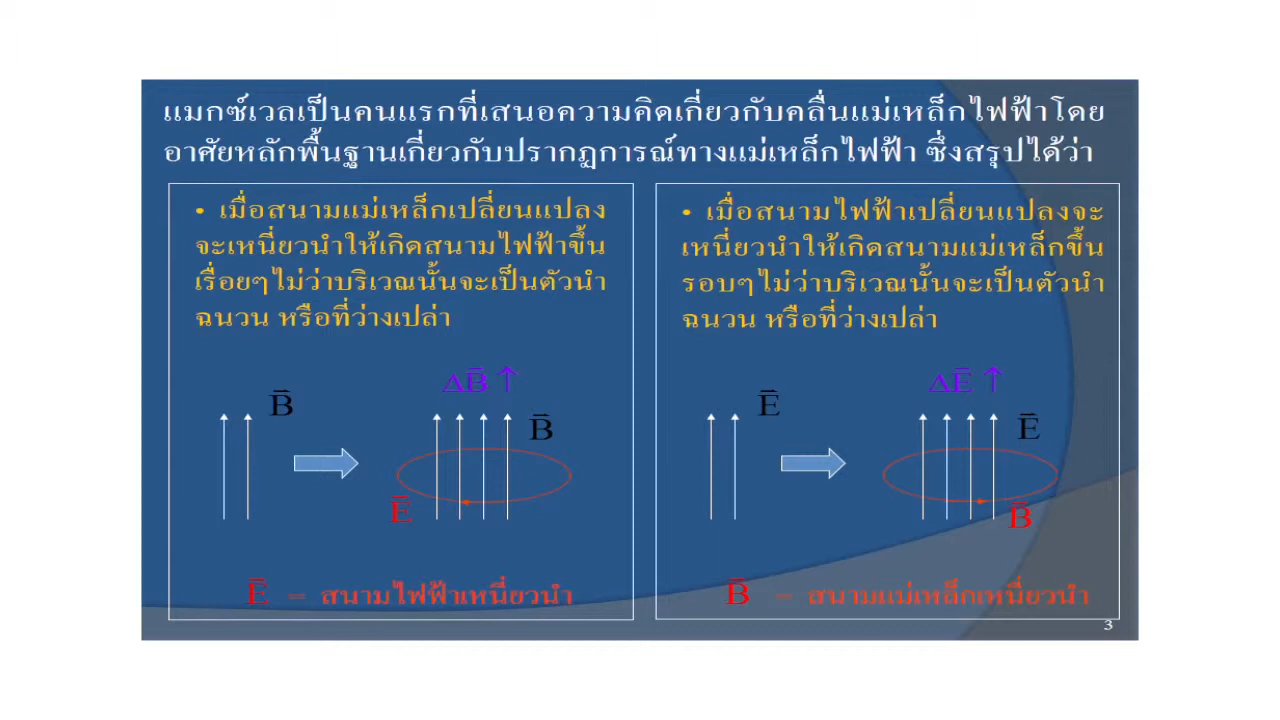 แมกซ์เวลเป็นคนแรกที่เสนอความคิดเกี่ยวกับคลื่นแม่เหล็กไฟฟ้าโดย
อาศัยหลักพื้นฐานเกี่ยวกับปรากฏการณ์ทางแม่เหล็กไฟฟ้า ซึ่งสรุปได้ว่า
• เมื่อสนามแม่เหล็กเปลี่ยนแปลง
จะเหนี่ยวนำให้เกิดสนามไฟฟ้าขึ้น
เรื่อยๆไม่ว่าบริเวณนั้นจะเป็นตัวนำ
ฉนวน หรือที่ว่างเปล่า
ΔB⃗ ↑
B⃗
B⃗
E⃗
E⃗ = สนามไฟฟ้าเหนี่ยวนำ
• เมื่อสนามไฟฟ้าเปลี่ยนแปลงจะ
เหนี่ยวนำให้เกิดสนามแม่เหล็กขึ้น
รอบๆไม่ว่าบริเวณนั้นจะเป็นตัวนำ
ฉนวน หรือที่ว่างเปล่า
ΔE⃗ ↑
E⃗
E⃗
B⃗
B⃗ = สนามแม่เหล็กเหนี่ยวนำ
3